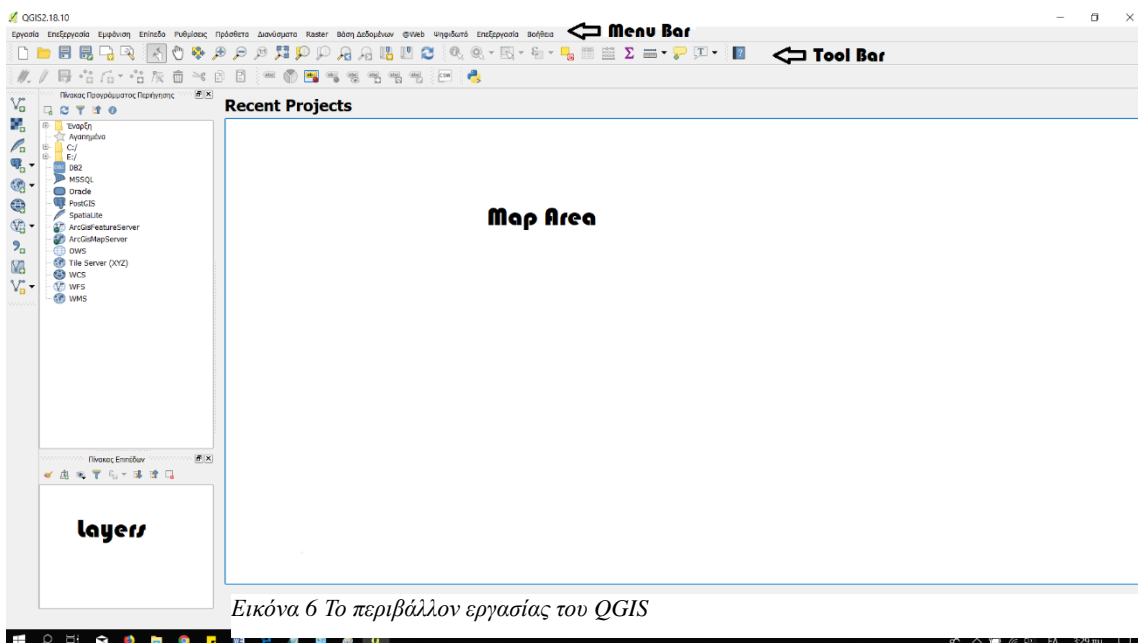 QGIS2.18.10
Εργασία Επεξεργασία Εμφάνιση Επίπεδο Ρυθμίσεις Πρόσθετα Διανύσματα Raster Βάση Δεδομένων @Web Ψηφιδωτό Επεξεργασία Βοήθεια
Menu Bar
Tool Bar
Πίνακας Προγράμματος Περιήγησης
Recent Projects
Έναρξη
Αγαπημένα
C:/
E:/
DB2
MSSQL
Oracle
PostGIS
SpatiaLite
ArcGisFeatureServer
ArcGisMapServer
OWS
Tile Server (XYZ)
WCS
WFS
WMS
Map Area
Πίνακας Επιπέδων
Layers
Εικόνα 6 Το περιβάλλον εργασίας του QGIS